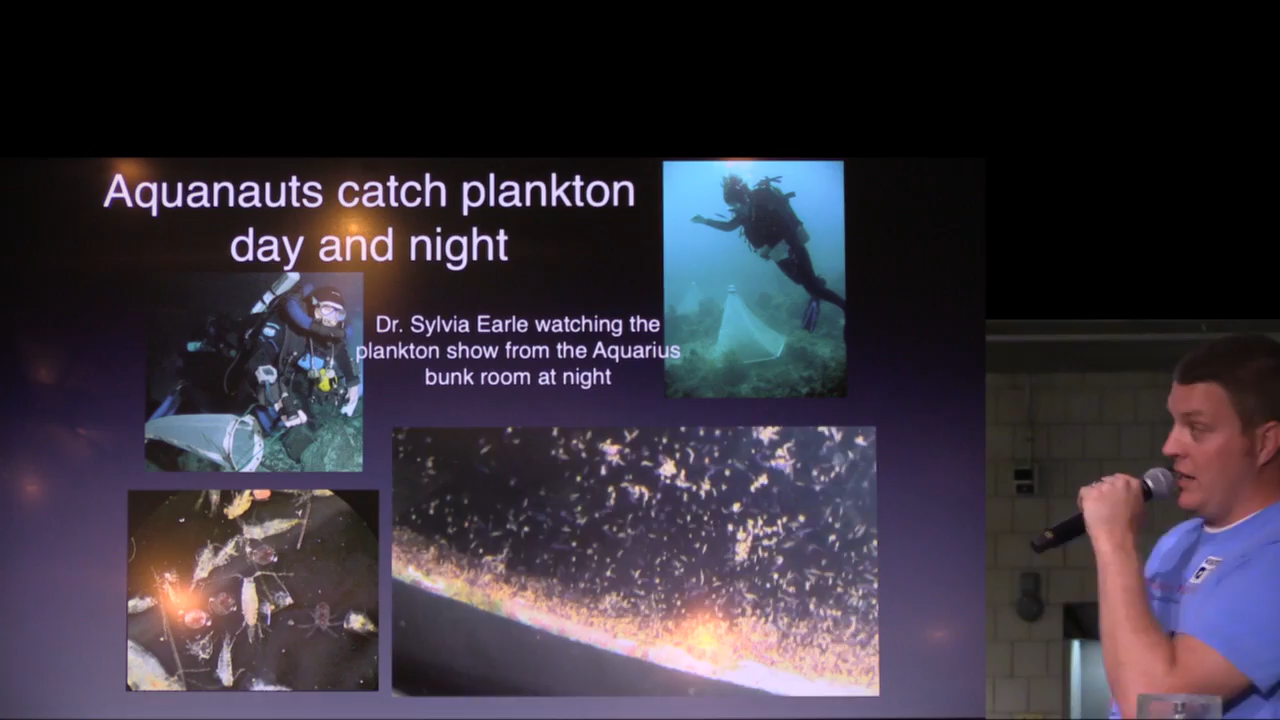 Aquanauts catch plankton
day and night
Dr. Sylvia Earle watching the
plankton show from the Aquarius
bunk room at night